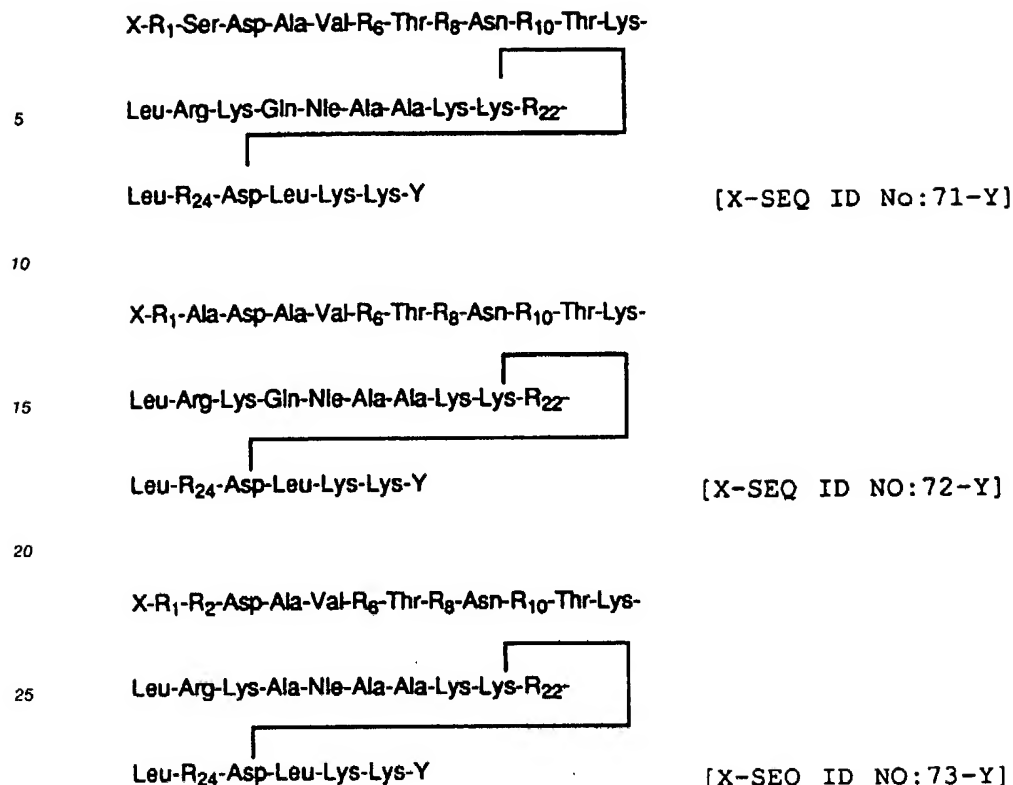 X-R1-Ser-Asp-Ala-Val-R6-Thr-R8-Asn-R10-Thr-Lys-
5 Leu-Arg-Lys-Gln-Nle-Ala-Ala-Lys-Lys-R22-
Leu-R24-Asp-Leu-Lys-Lys-Y [X-SEQ ID No:71-Y]
10
X-R1-Ala-Asp-Ala-Val-R6-Thr-R8-Asn-R10-Thr-Lys-
15 Leu-Arg-Lys-Gln-Nle-Ala-Ala-Lys-Lys-R22-
Leu-R24-Asp-Leu-Lys-Lys-Y [X-SEQ ID NO:72-Y]
20
X-R1-R2-Asp-Ala-Val-R6-Thr-R8-Asn-R10-Thr-Lys-
25 Leu-Arg-Lys-Ala-Nle-Ala-Ala-Lys-Lys-R22-
Leu-R24-Asp-Leu-Lys-Lys-Y [X-SEQ ID NO:73-Y]